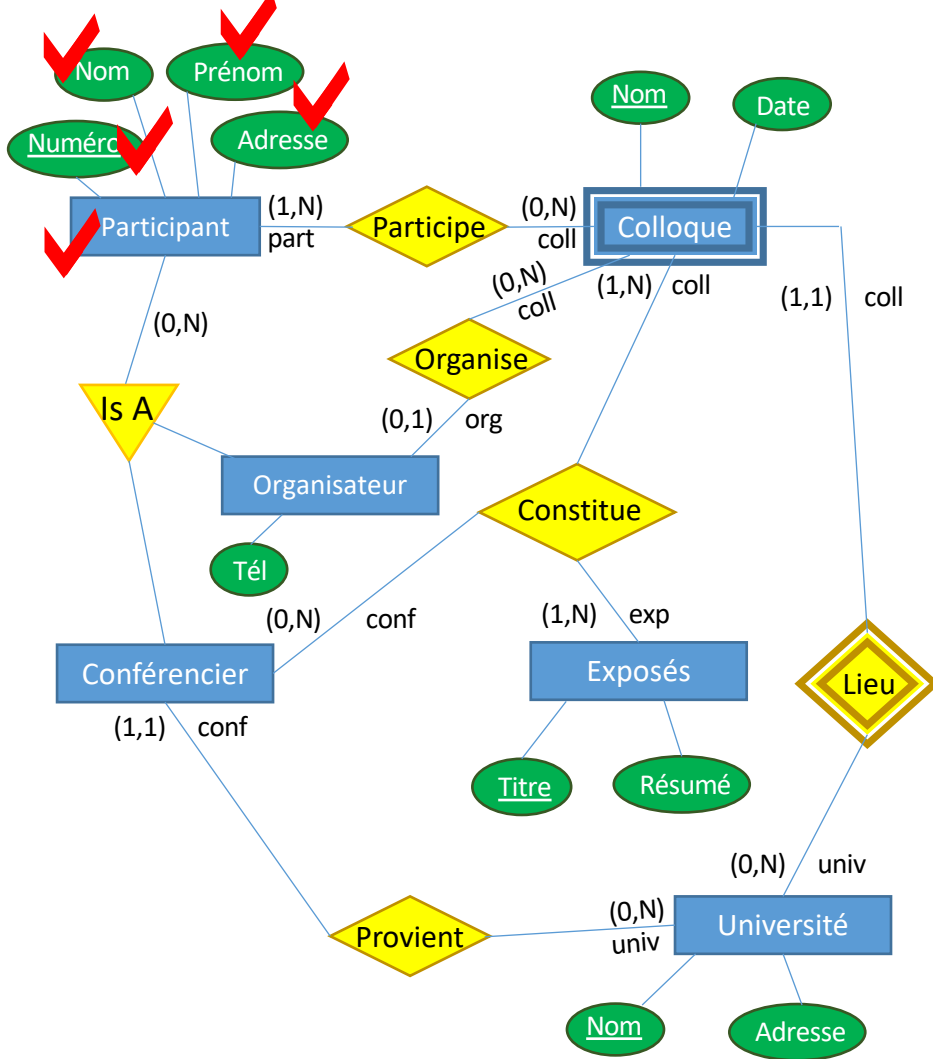 Nom
Prénom
Numéro
Adresse
Nom
Date
Participant
(1,N)
part
Participe
(0,N)
coll
Colloque
(0,N)
coll
(1,N) coll
(1,1) coll
(0,N)
Organise
Is A
(0,1) org
Organisateur
Constitue
Tél
(0,N) conf
(1,N) exp
Conférencier
Exposés
Lieu
(1,1) conf
Titre
Résumé
(0,N) univ
Provient
(0,N)
univ
Université
Nom
Adresse